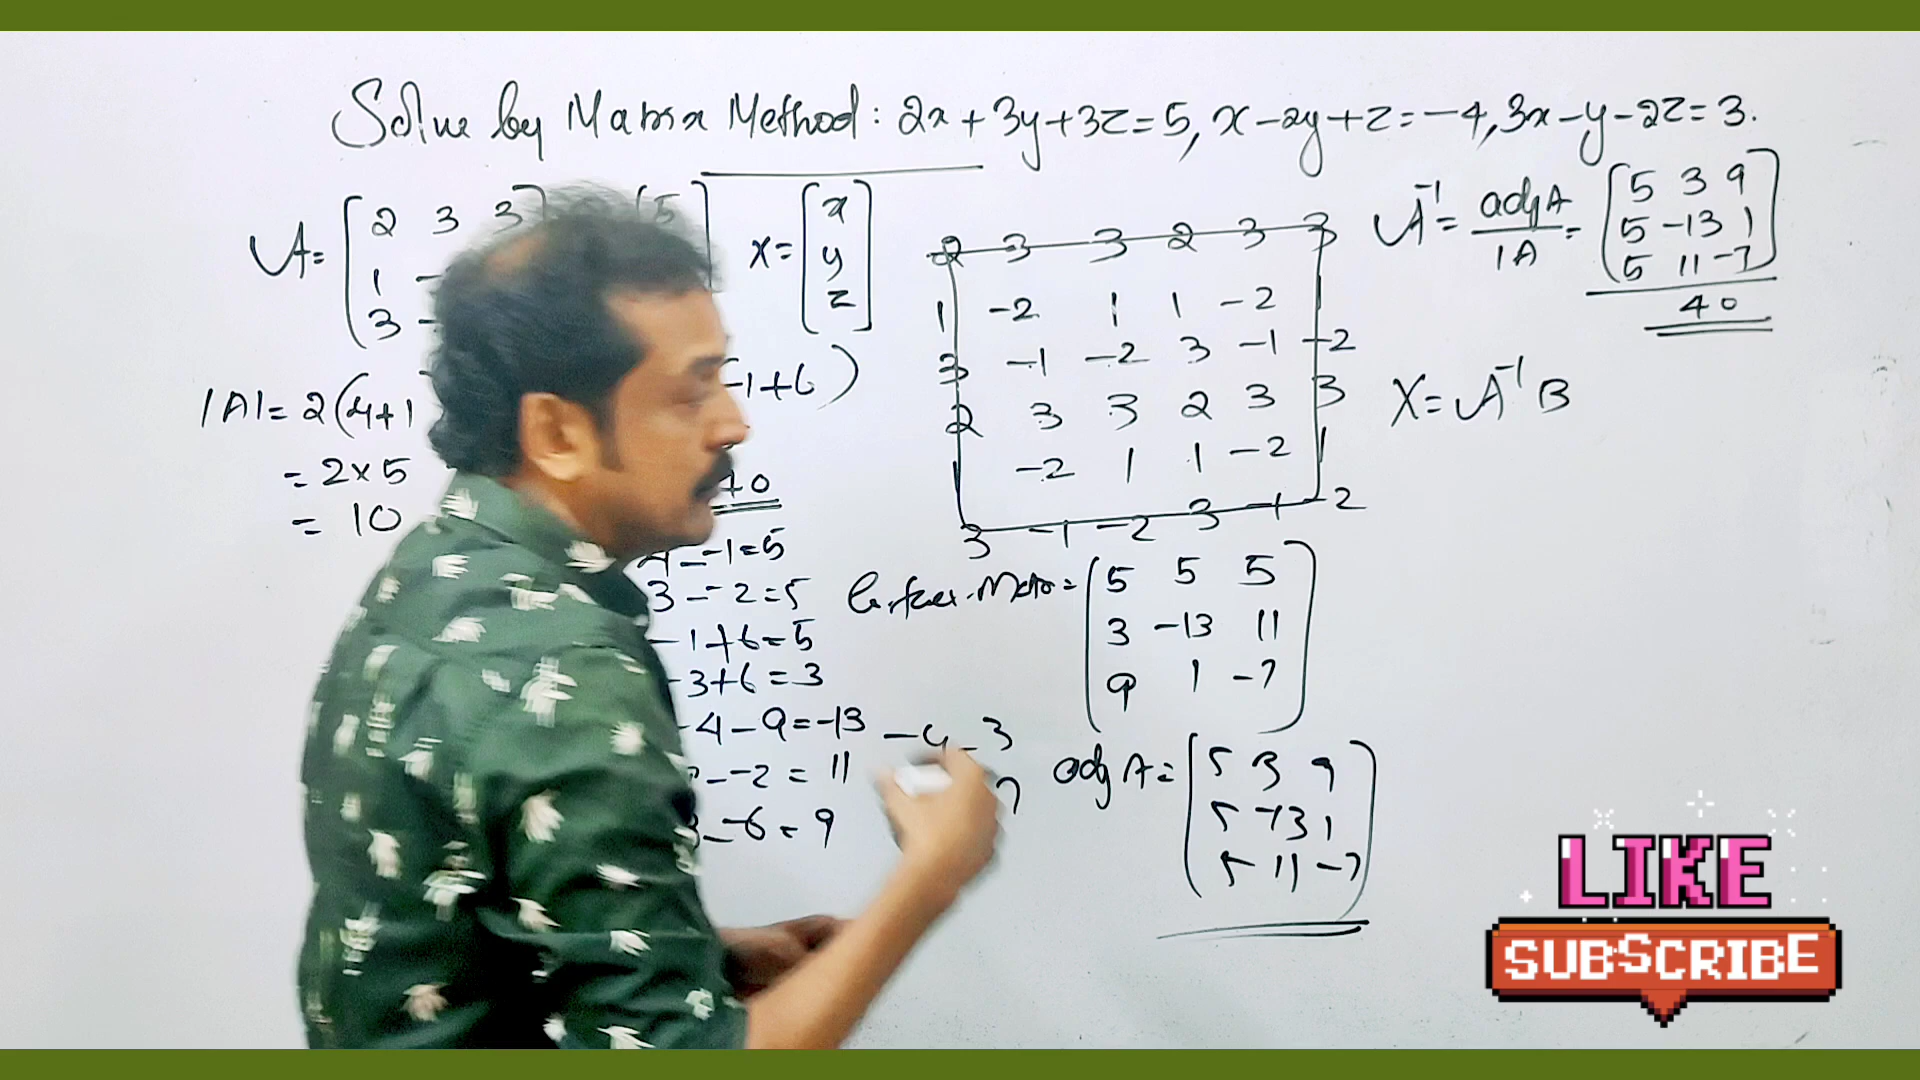 Solve by Matrix Method : 2x+3y+3z=5, x-2y+z=-4, 3x-y-2z=3.
A= [2 3 3
1 -
3 -
(5
X= [x
y
z]
|A|= 2(4+1
-1+6)
= 2×5
40
= 10
4--1=5
3--2=5
-1+6=5
-3+6=3
-4-9=-13
--2=11
--6=9
-4-3
7
2 3 3 2 3 3
1 -2 1 1 -2 1
3 -1 -2 3 -1 -2
2 3 3 2 3 3
1 -2 1 1 -2 1
3 -1 -2 3 -1 -2
= [5 5 5
3 -13 11
9 1 -7]
adj A = [5 3 9
5 -13 1
5 11 -7]
A⁻¹= adj A / |A = [5 3 9
5 -13 1
5 11 -7]
40
X= A⁻¹ B
LIKE
SUBSCRIBE